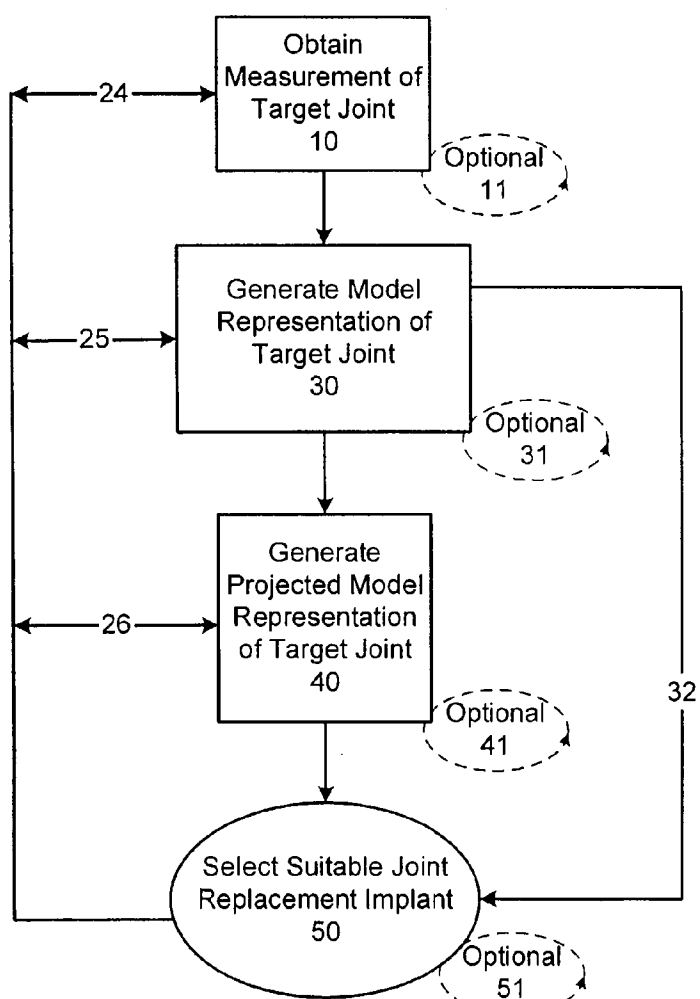 Obtain
Measurement of
Target Joint
10
24
Optional
11
Generate Model
Representation of
Target Joint
30
25
Optional
31
Generate
Projected Model
Representation
of Target Joint
40
26
32
Optional
41
Select Suitable Joint
Replacement Implant
50
Optional
51